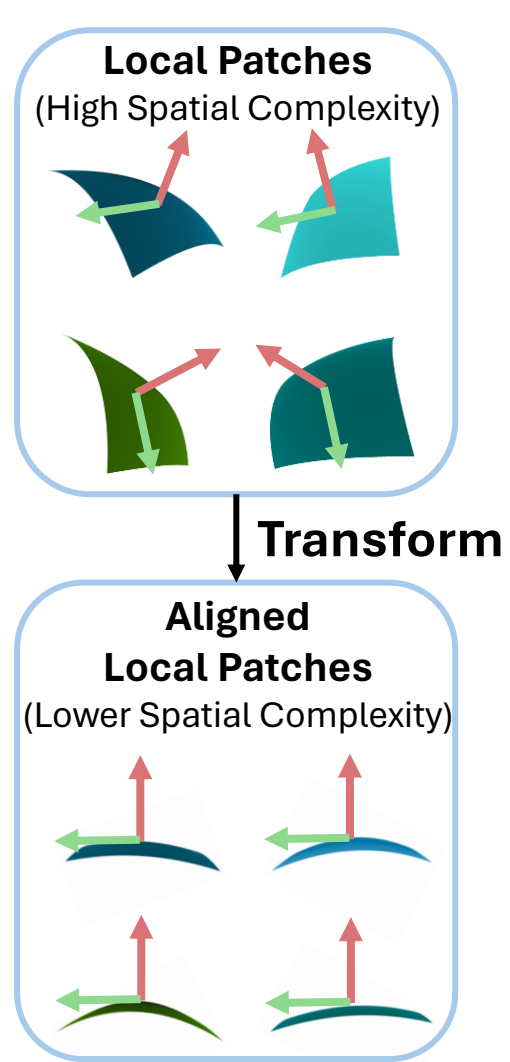 Local Patches
(High Spatial Complexity)
Transform
Aligned
Local Patches
(Lower Spatial Complexity)